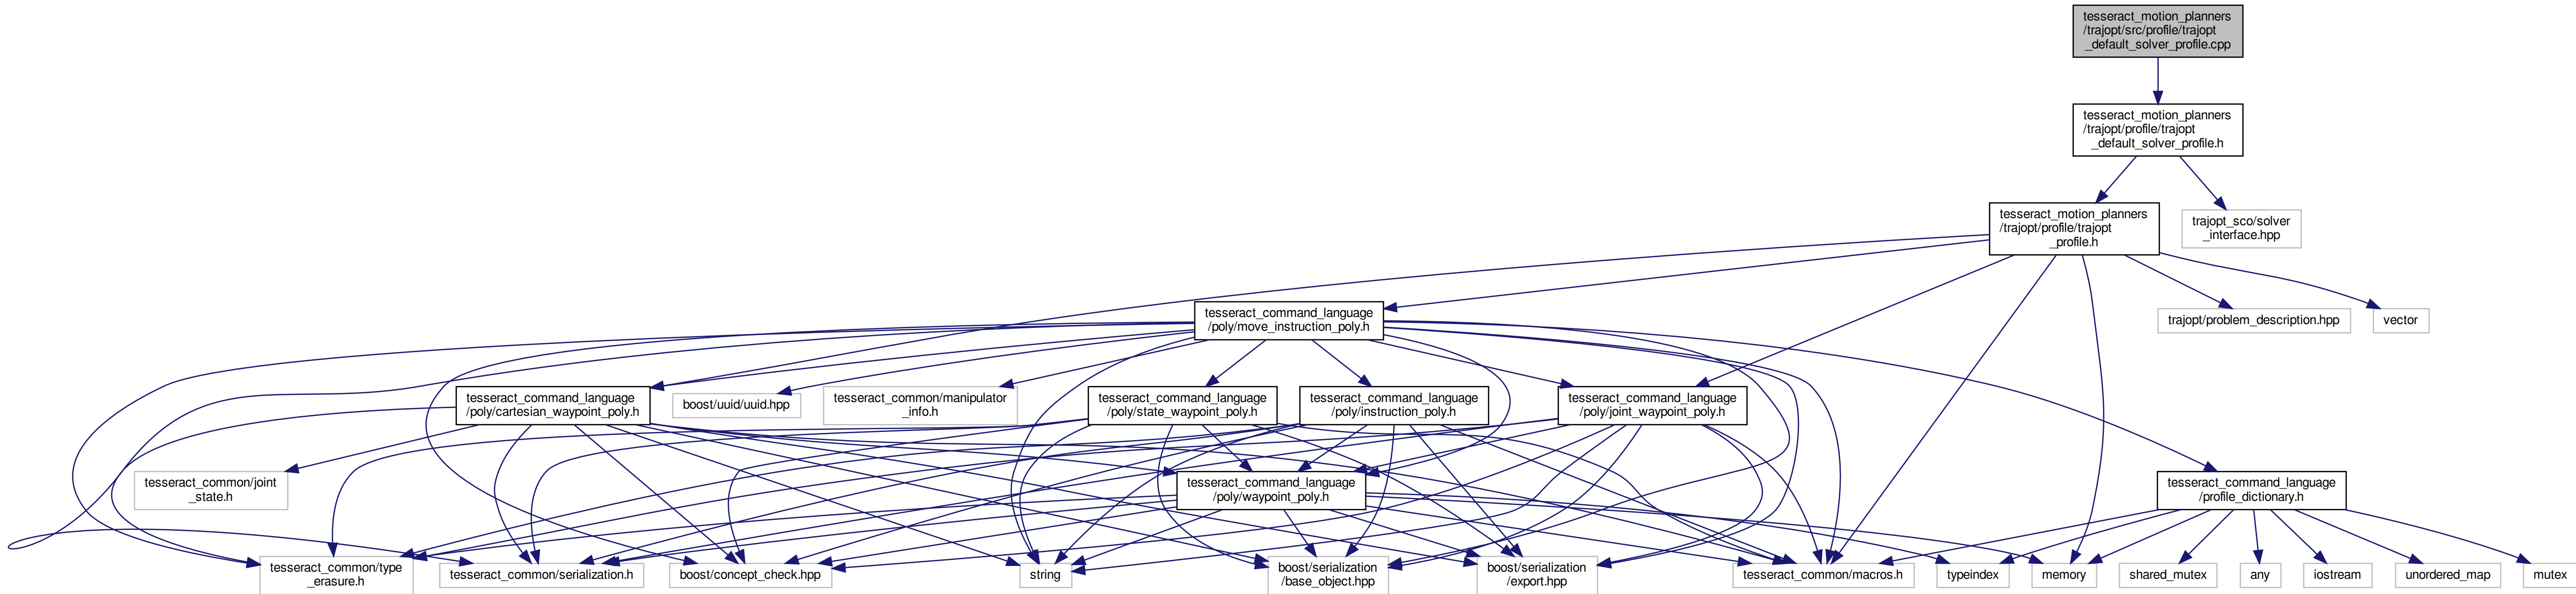 tesseract_motion_planners
/trajopt/src/profile/trajopt
_default_solver_profile.cpp
tesseract_motion_planners
/trajopt/profile/trajopt
_default_solver_profile.h
tesseract_motion_planners
/trajopt/profile/trajopt
_profile.h
trajopt_sco/solver
_interface.hpp
tesseract_command_language
/poly/move_instruction_poly.h
trajopt/problem_description.hpp
vector
tesseract_command_language
/poly/cartesian_waypoint_poly.h
boost/uuid/uuid.hpp
tesseract_common/manipulator
_info.h
tesseract_command_language
/poly/state_waypoint_poly.h
tesseract_command_language
/poly/instruction_poly.h
tesseract_command_language
/poly/joint_waypoint_poly.h
tesseract_common/joint
_state.h
tesseract_command_language
/poly/waypoint_poly.h
tesseract_command_language
/profile_dictionary.h
tesseract_common/type
_erasure.h
tesseract_common/serialization.h
boost/concept_check.hpp
string
boost/serialization
/base_object.hpp
boost/serialization
/export.hpp
tesseract_common/macros.h
typeindex
memory
shared_mutex
any
iostream
unordered_map
mutex